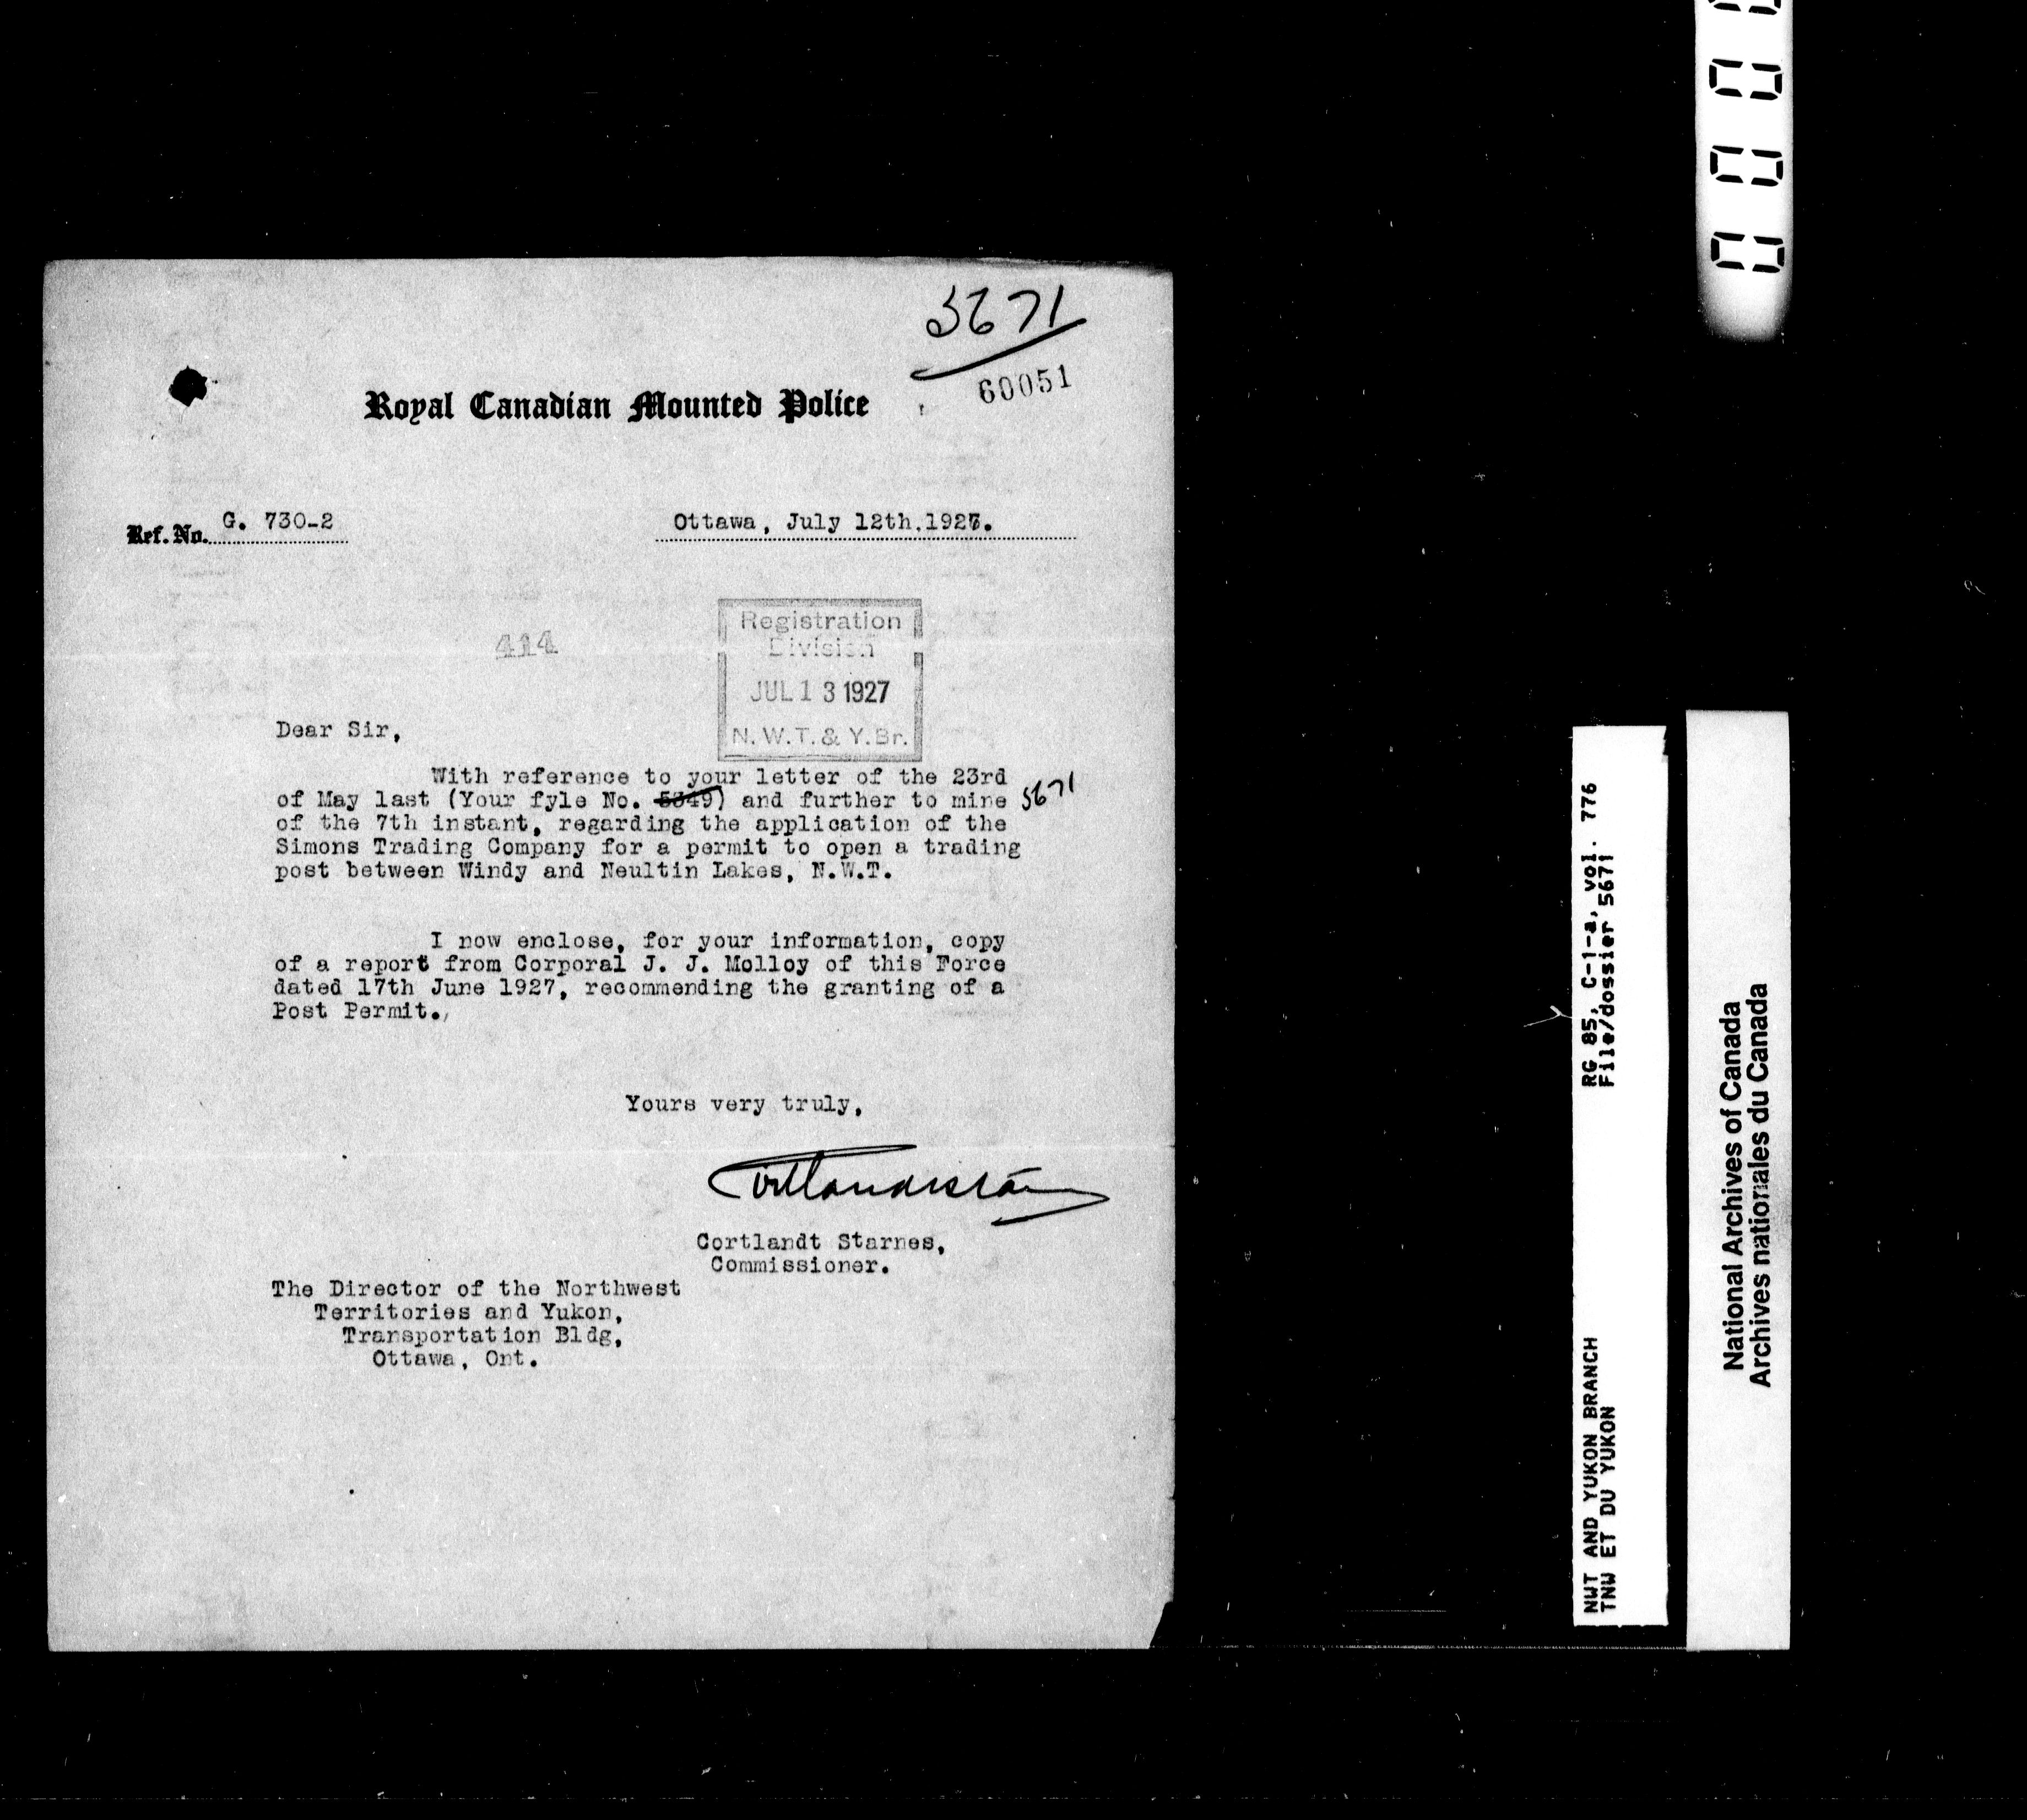 5671
60051
Royal Canadian Mounted Police
Ref. No. G. 730-2
Ottawa, July 12th.1927.
414
Registration
Division
JUL 13 1927
N.W.T. & Y. Br.
Dear Sir,
With reference to your letter of the 23rd
of May last (Your fyle No. 5349) and further to mine 5671
of the 7th instant, regarding the application of the
Simons Trading Company for a permit to open a trading
post between Windy and Neultin Lakes, N.W.T.
I now enclose, for your information, copy
of a report from Corporal J. J. Molloy of this Force
dated 17th June 1927, recommending the granting of a
Post Permit.,
Yours very truly,
Cortlandt Starnes
Cortlandt Starnes,
Commissioner.
The Director of the Northwest
Territories and Yukon,
Transportation Bldg,
Ottawa, Ont.
RG 85, C-1-a, vol. 776
File/dossier 5671
NWT AND YUKON BRANCH
TNW ET DU YUKON
National Archives of Canada
Archives nationales du Canada